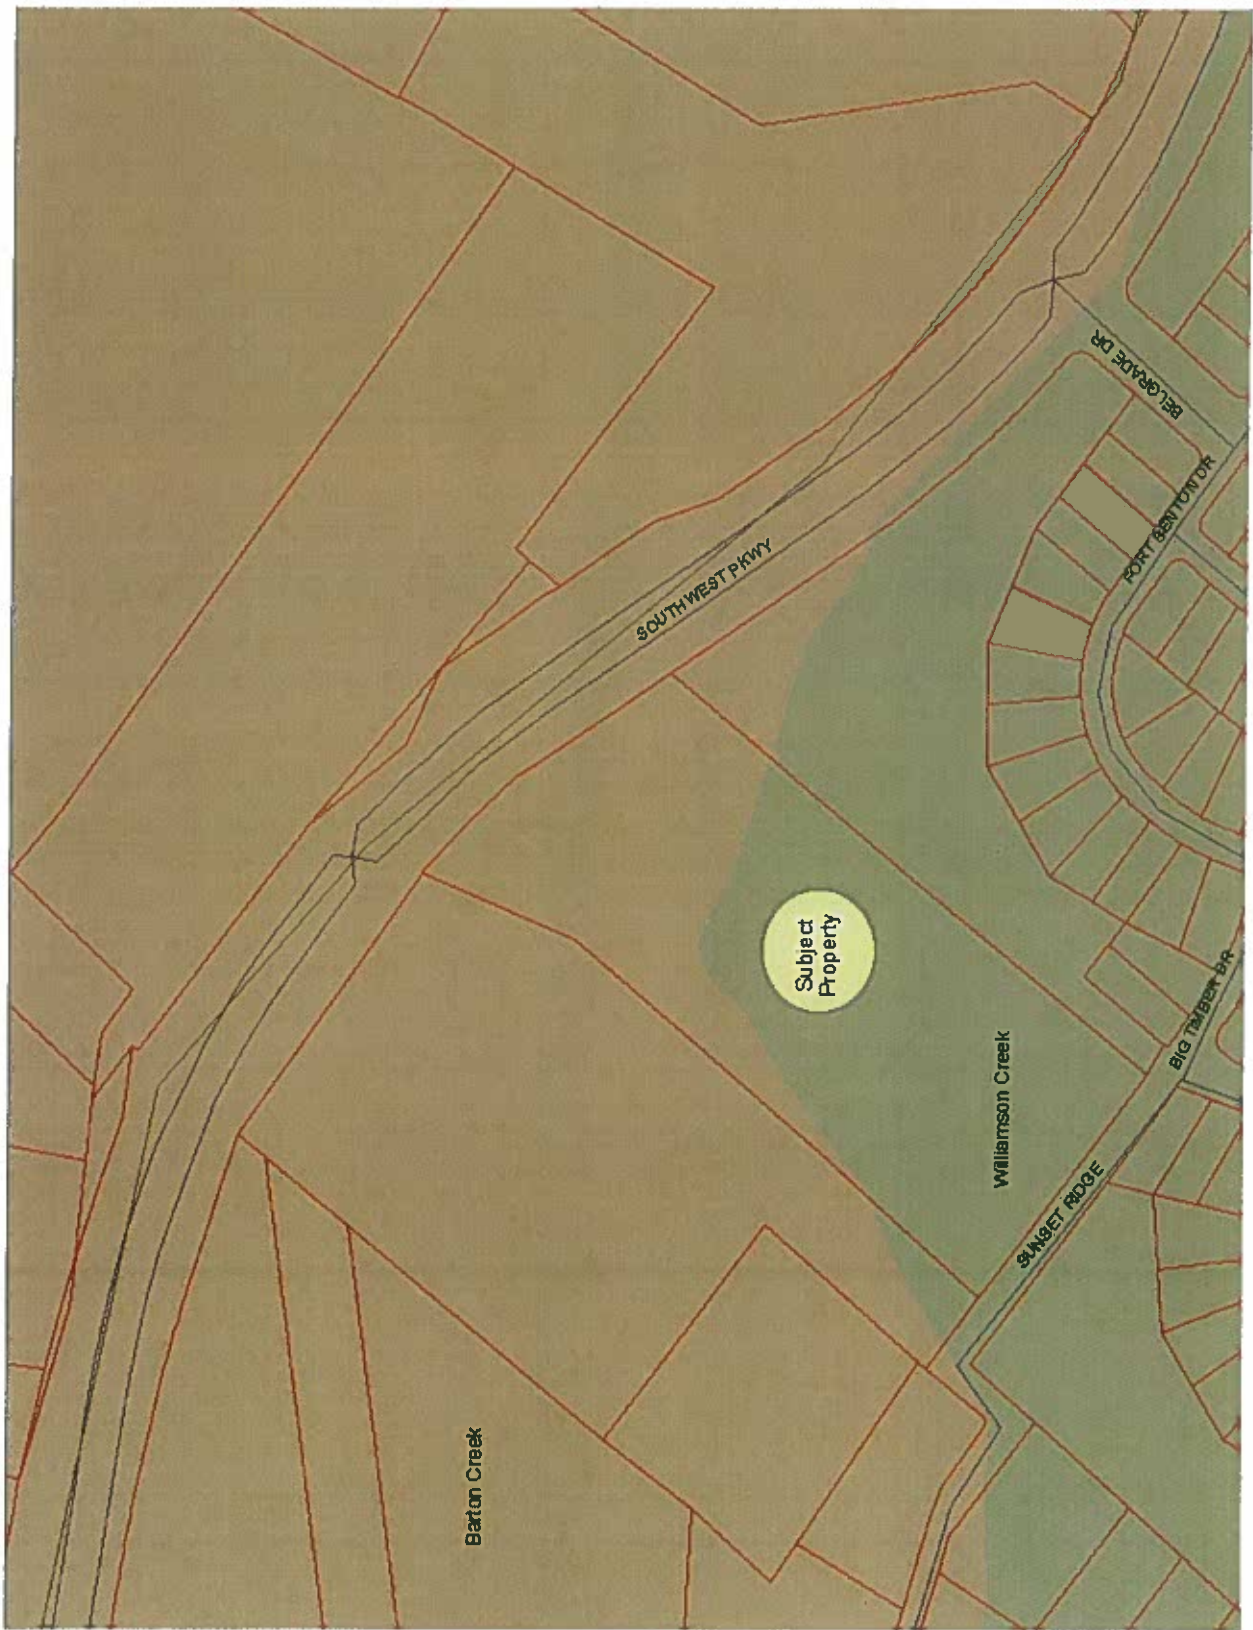 SOUTHWEST PKWY
BELGRADE DR
FORT BENTON DR
Subject
Property
BIG TIMBER DR
Williamson Creek
SUNSET RIDGE
Barton Creek